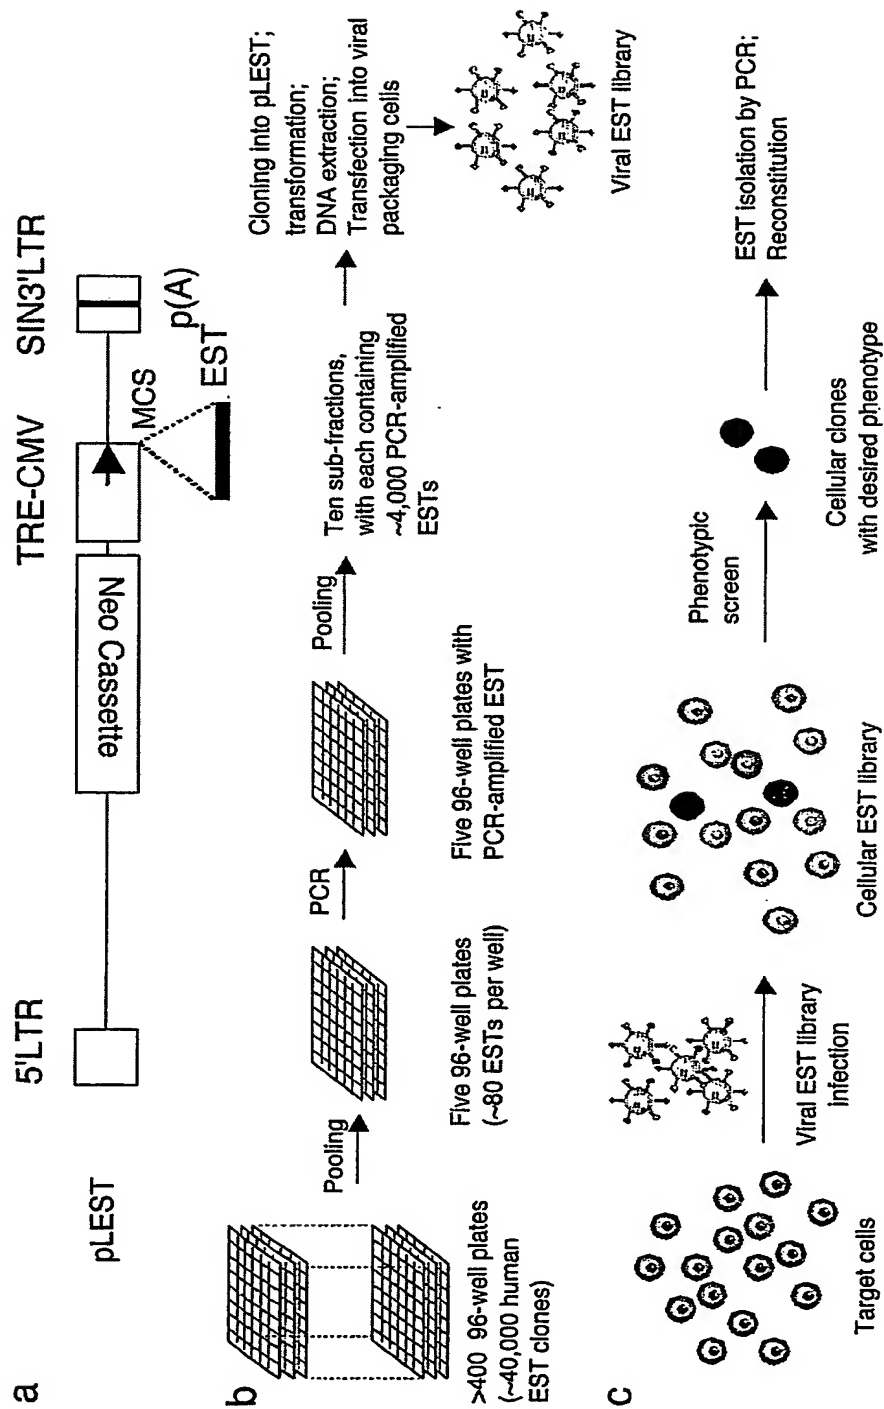 a
5'LTR
TRE-CMV
SIN3'LTR
pLEST
Neo Cassette
MCS
p(A)
EST
b
>400 96-well plates
(~40,000 human
EST clones)
Pooling
Five 96-well plates
(~80 ESTs per well)
PCR
Five 96-well plates with
PCR-amplified EST
Pooling
Ten sub-fractions,
with each containing
~4,000 PCR-amplified
ESTs
Cloning into pLEST;
transformation;
DNA extraction;
Transfection into viral
packaging cells
Viral EST library
c
Target cells
Viral EST library
infection
Cellular EST library
Phenotypic
screen
Cellular clones
with desired phenotype
EST isolation by PCR;
Reconstitution